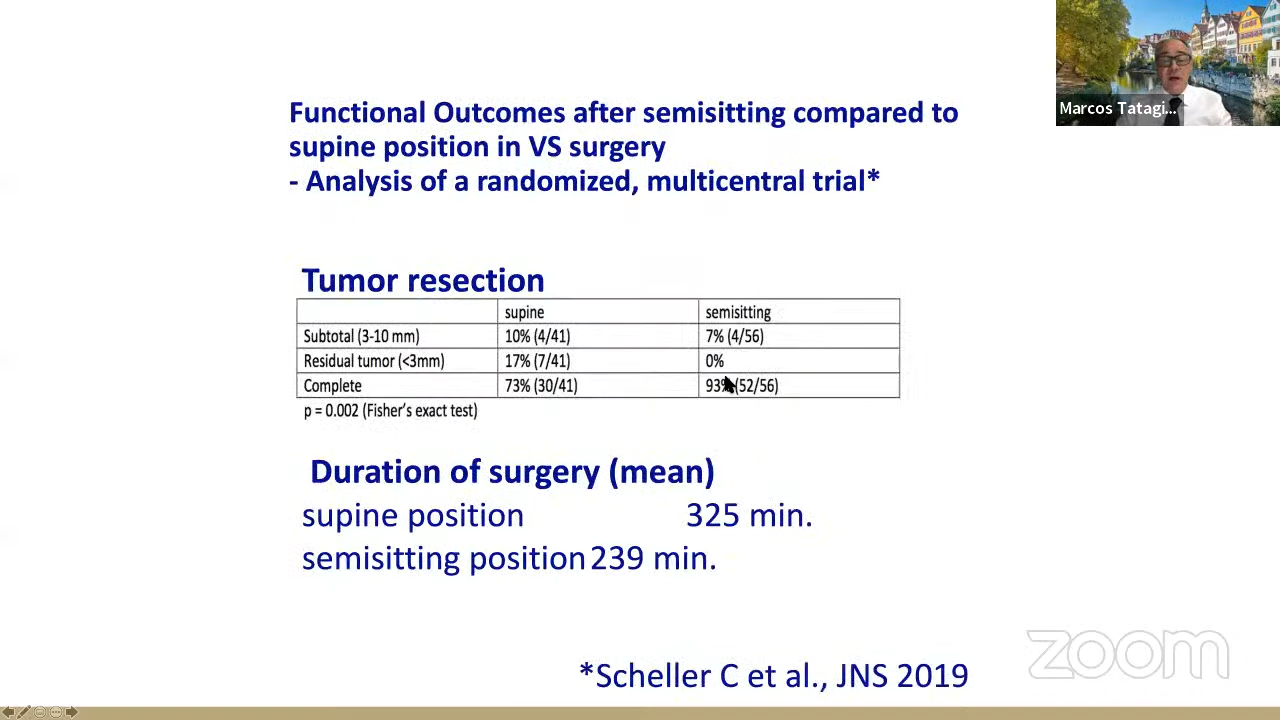 Marcos Tatagi...
Functional Outcomes after semisitting compared to
supine position in VS surgery
- Analysis of a randomized, multicentral trial*
Tumor resection
supine semisitting
Subtotal (3-10 mm) 10% (4/41) 7% (4/56)
Residual tumor (<3mm) 17% (7/41) 0%
Complete 73% (30/41) 93% (52/56)
p = 0.002 (Fisher's exact test)
Duration of surgery (mean)
supine position 325 min.
semisitting position 239 min.
*Scheller C et al., JNS 2019
zoom